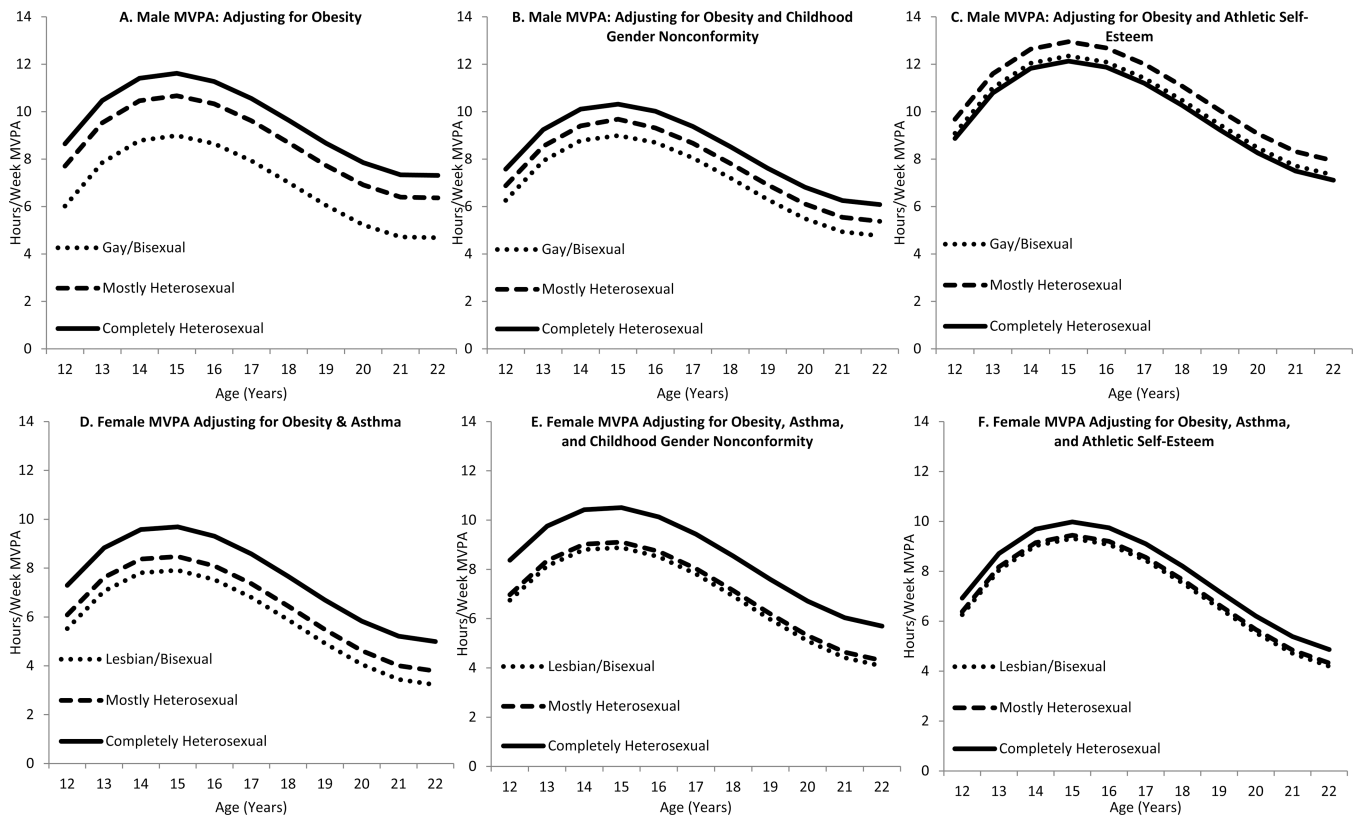 A. Male MVPA: Adjusting for Obesity
14
12
10
8
6
4
2
0
Hours/Week MVPA
Gay/Bisexual
Mostly Heterosexual
Completely Heterosexual
12 13 14 15 16 17 18 19 20 21 22
Age (Years)
B. Male MVPA: Adjusting for Obesity and Childhood
Gender Nonconformity
14
12
10
8
6
4
2
0
Hours/Week MVPA
Gay/Bisexual
Mostly Heterosexual
Completely Heterosexual
12 13 14 15 16 17 18 19 20 21 22
Age (Years)
C. Male MVPA: Adjusting for Obesity and Athletic Self-
Esteem
14
12
10
8
6
4
2
0
Hours/Week MVPA
Gay/Bisexual
Mostly Heterosexual
Completely Heterosexual
12 13 14 15 16 17 18 19 20 21 22
Age (Years)
D. Female MVPA Adjusting for Obesity & Asthma
14
12
10
8
6
4
2
0
Hours/Week MVPA
Lesbian/Bisexual
Mostly Heterosexual
Completely Heterosexual
12 13 14 15 16 17 18 19 20 21 22
Age (Years)
E. Female MVPA Adjusting for Obesity, Asthma,
and Childhood Gender Nonconformity
14
12
10
8
6
4
2
0
Hours/Week MVPA
Lesbian/Bisexual
Mostly Heterosexual
Completely Heterosexual
12 13 14 15 16 17 18 19 20 21 22
Age (Years)
F. Female MVPA Adjusting for Obesity, Asthma,
and Athletic Self-Esteem
14
12
10
8
6
4
2
0
Hours/Week MVPA
Lesbian/Bisexual
Mostly Heterosexual
Completely Heterosexual
12 13 14 15 16 17 18 19 20 21 22
Age (Years)